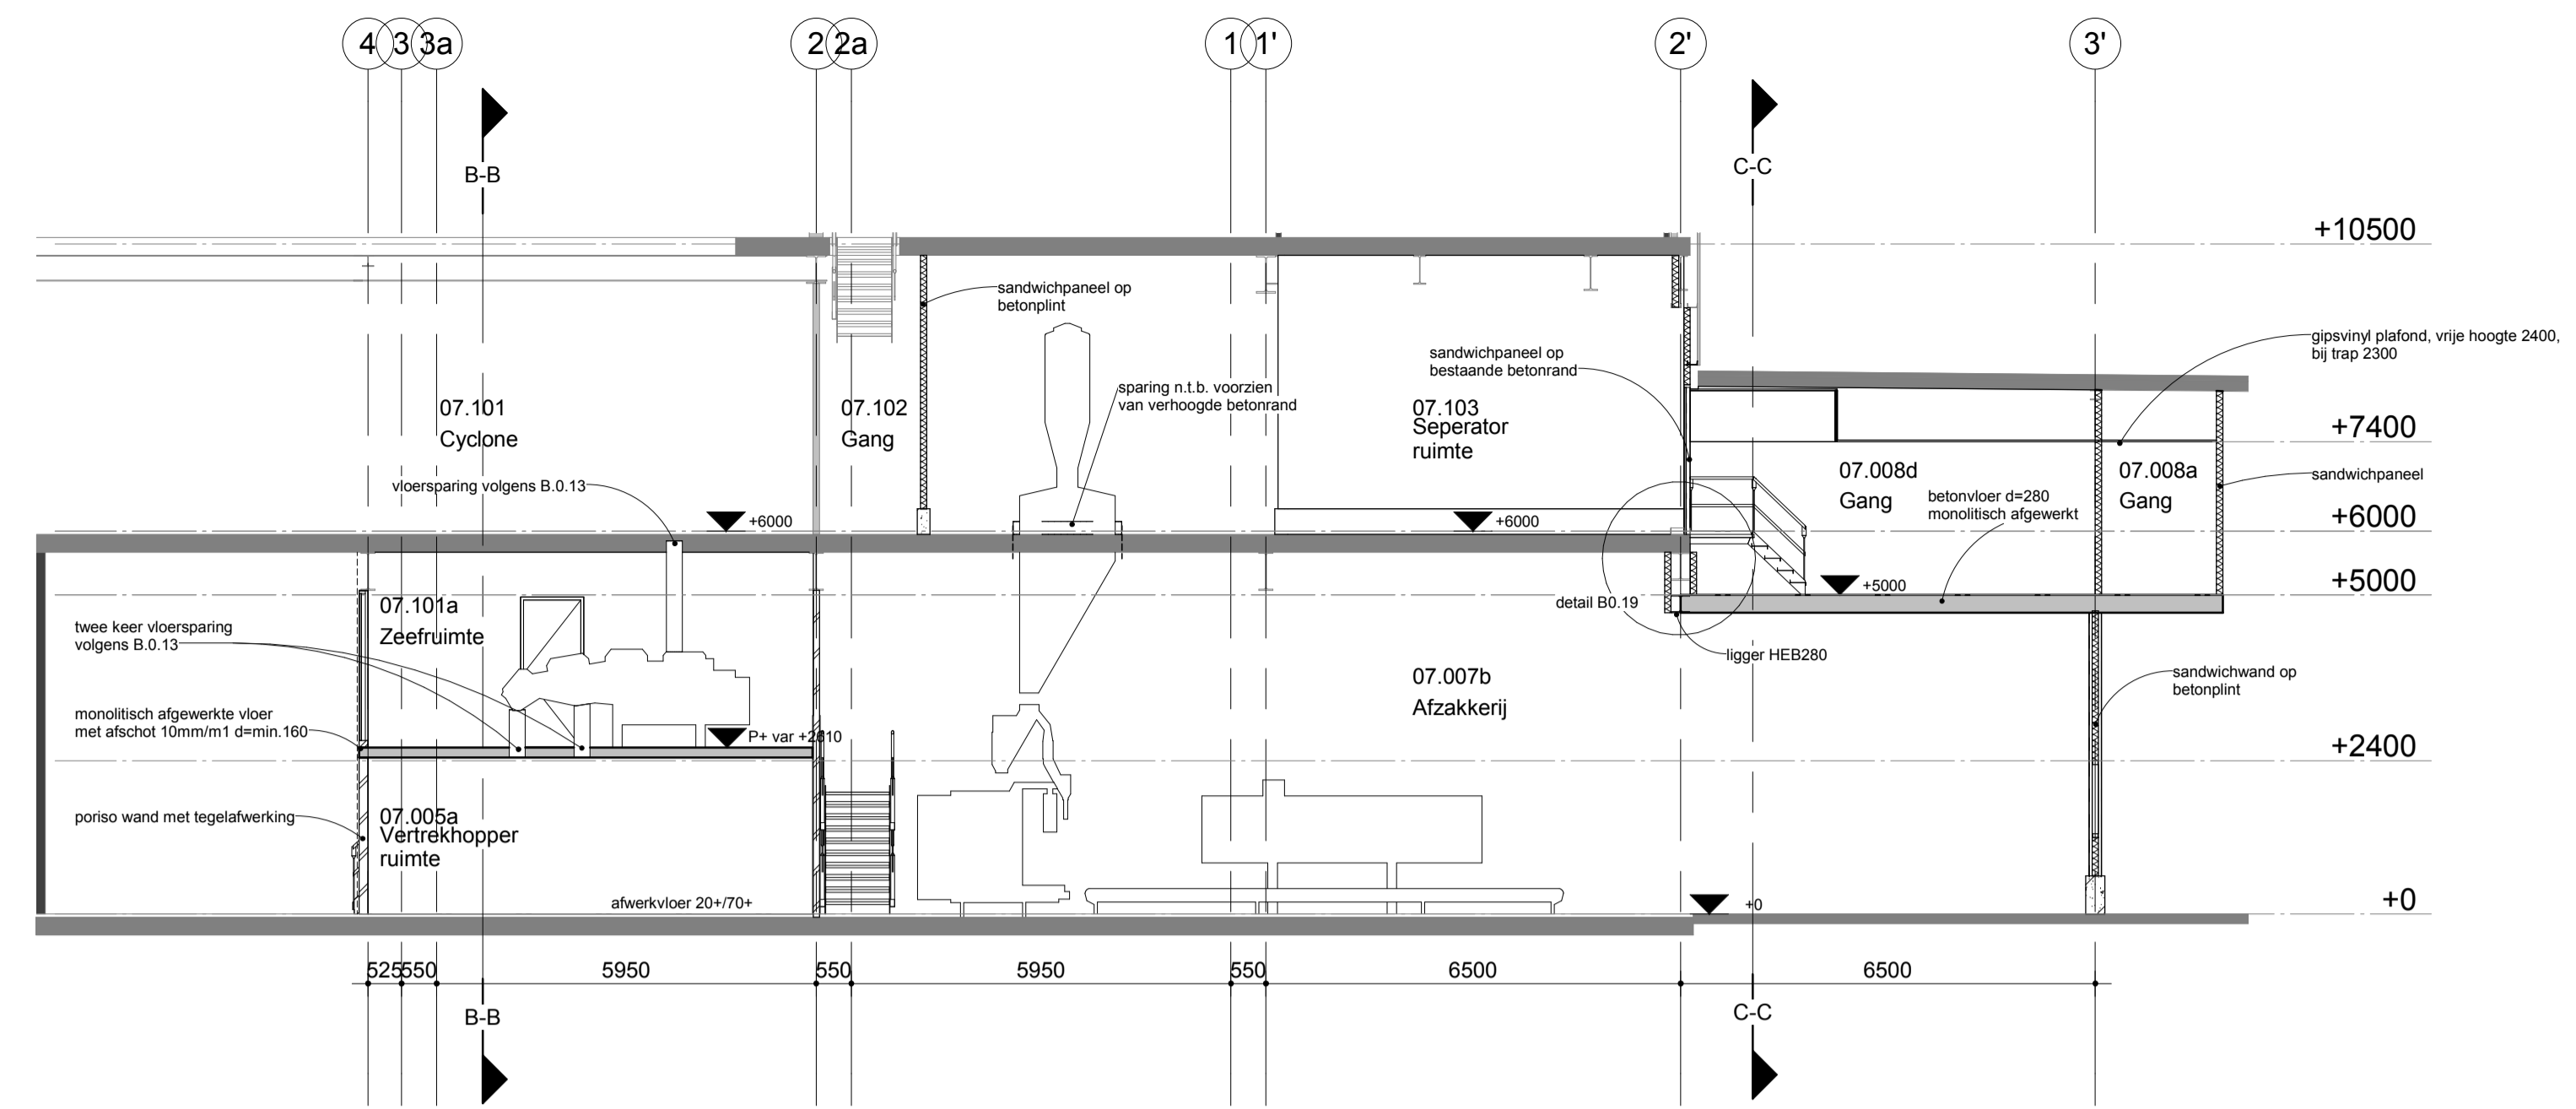 4 3 3a 2 2a 1 1' 2' 3'
B-B
C-C
+10500
sandwichpaneel op
betonplint
gipsvinyl plafond, vrije hoogte 2400,
bij trap 2300
sandwichpaneel op
bestaande betonrand
sparing n.t.b. voorzien
van verhoogde betonrand
07.101
Cyclone
07.102
Gang
07.103
Seperator
ruimte
+7400
07.008d
Gang
07.008a
Gang
sandwichpaneel
vloersparing volgens B.0.13
betonvloer d=280
monolitisch afgewerkt
+6000
+6000
+6000
+5000
+5000
07.101a
Zeefruimte
detail B0.19
twee keer vloersparing
volgens B.0.13
ligger HEB280
07.007b
Afzakkerij
sandwichwand op
betonplint
monolitisch afgewerkte vloer
met afschot 10mm/m1 d=min.160
P+ var +2610
+2400
poriso wand met tegelafwerking
07.005a
Vertrekhopper
ruimte
afwerkvloer 20+/70+
+0
+0
525 550 5950 550 5950 550 6500 6500
B-B
C-C